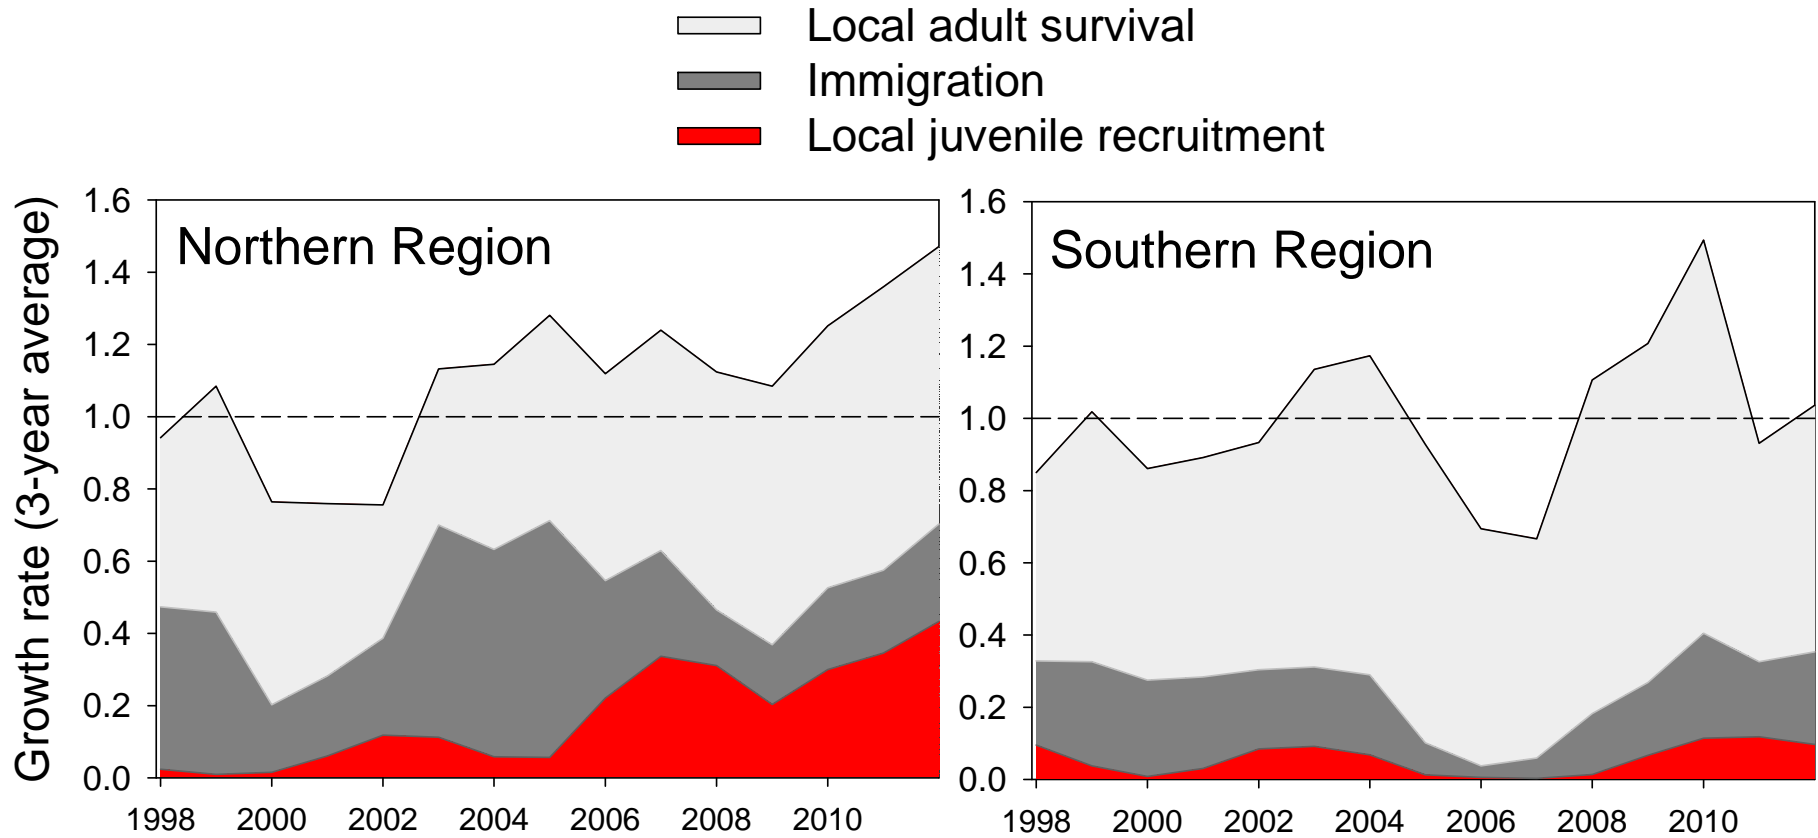 Local adult survival
Immigration
Local juvenile recruitment
Growth rate (3-year average)
Northern Region
1.6
1.4
1.2
1.0
0.8
0.6
0.4
0.2
0.0
1998 2000 2002 2004 2006 2008 2010
Southern Region
1.6
1.4
1.2
1.0
0.8
0.6
0.4
0.2
0.0
1998 2000 2002 2004 2006 2008 2010